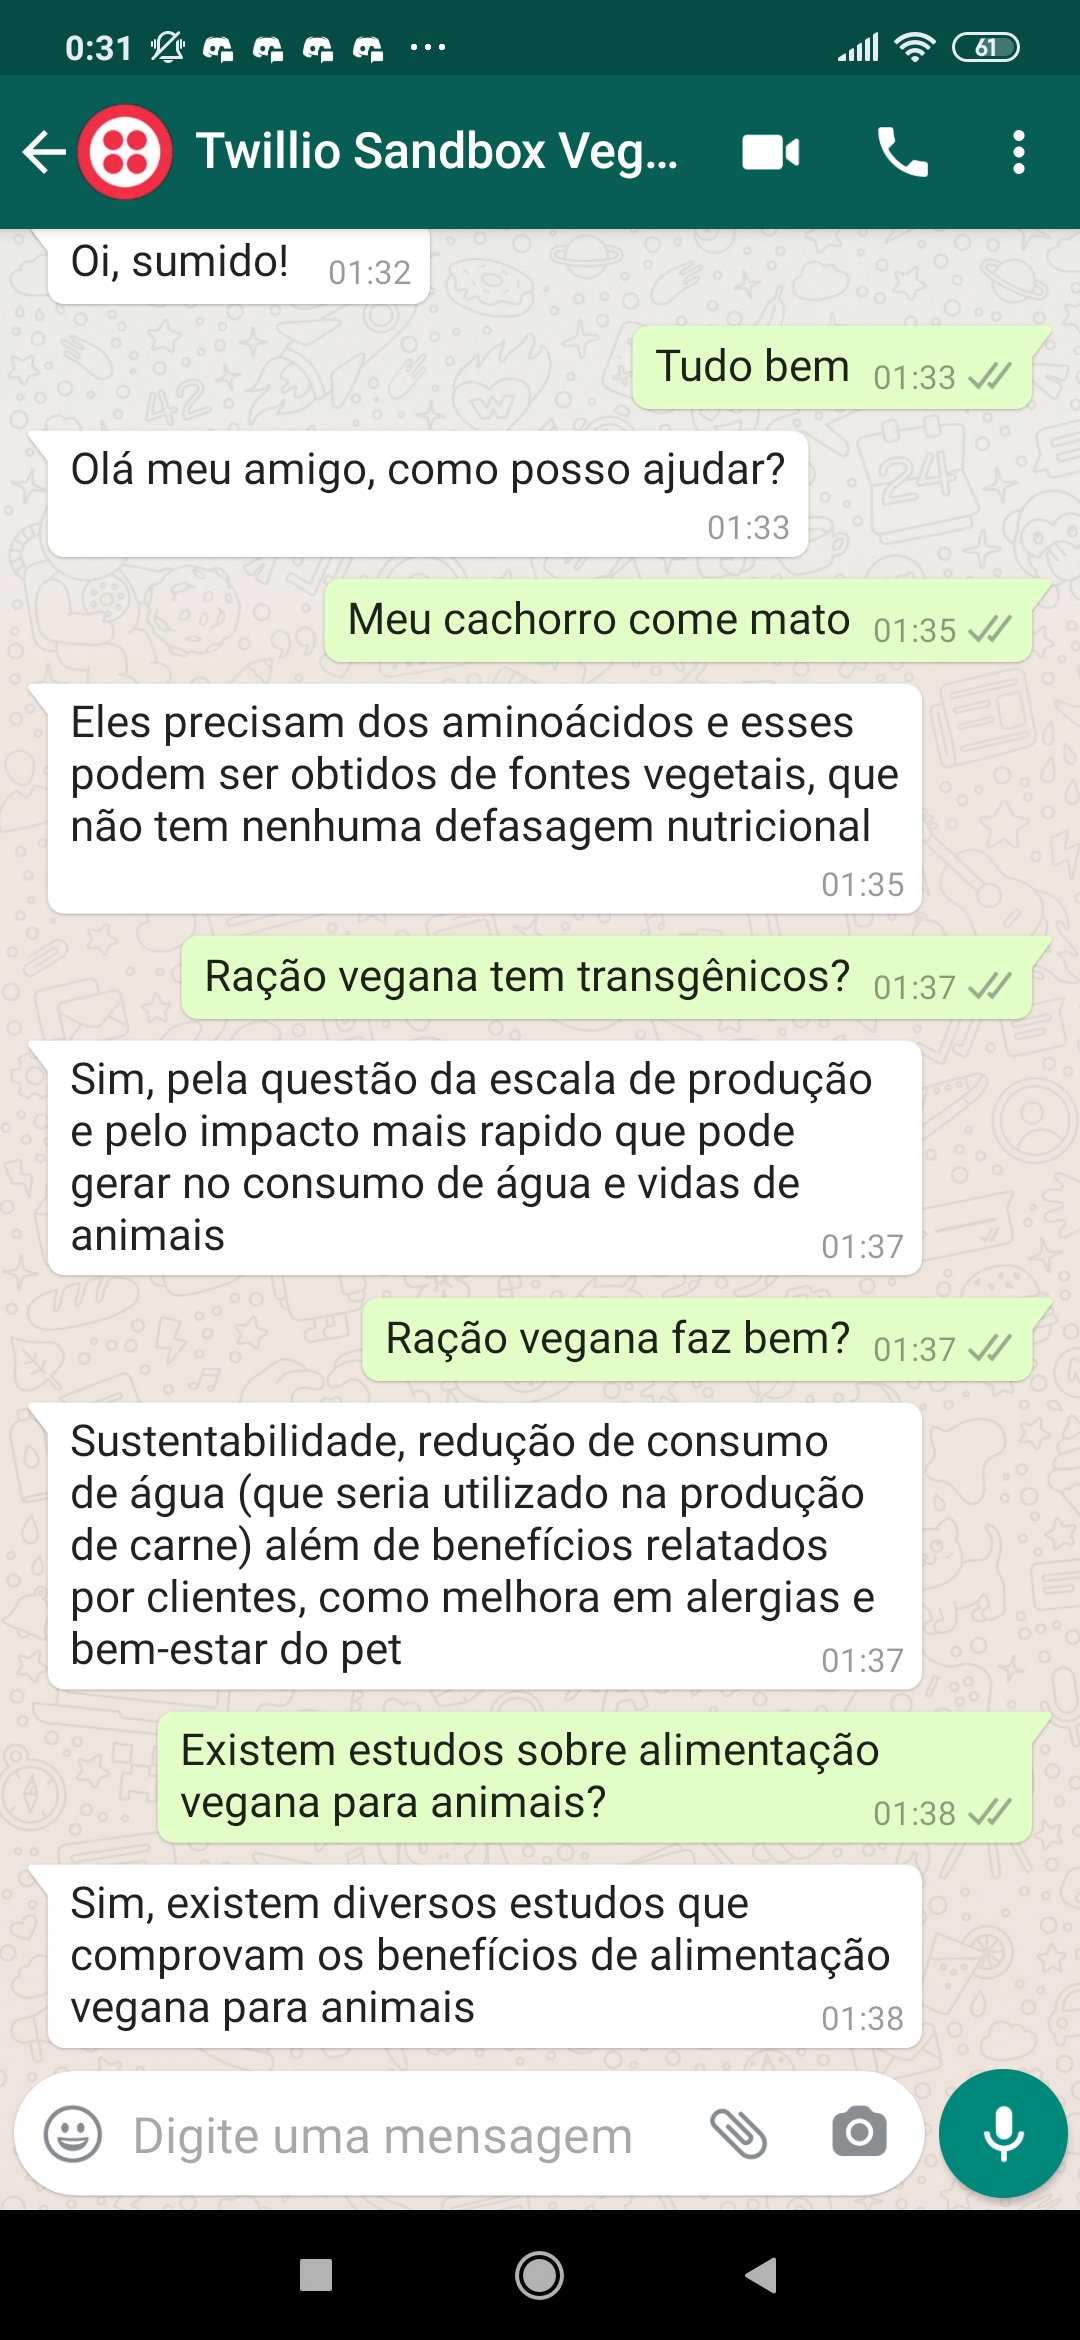 0:31
61
Twillio Sandbox Veg...
Oi, sumido!
01:32
Tudo bem
01:33
Olá meu amigo, como posso ajudar?
01:33
Meu cachorro come mato
01:35
Eles precisam dos aminoácidos e esses
podem ser obtidos de fontes vegetais, que
não tem nenhuma defasagem nutricional
01:35
Ração vegana tem transgênicos?
01:37
Sim, pela questão da escala de produção
e pelo impacto mais rapido que pode
gerar no consumo de água e vidas de
animais
01:37
Ração vegana faz bem?
01:37
Sustentabilidade, redução de consumo
de água (que seria utilizado na produção
de carne) além de benefícios relatados
por clientes, como melhora em alergias e
bem-estar do pet
01:37
Existem estudos sobre alimentação
vegana para animais?
01:38
Sim, existem diversos estudos que
comprovam os benefícios de alimentação
vegana para animais
01:38
Digite uma mensagem